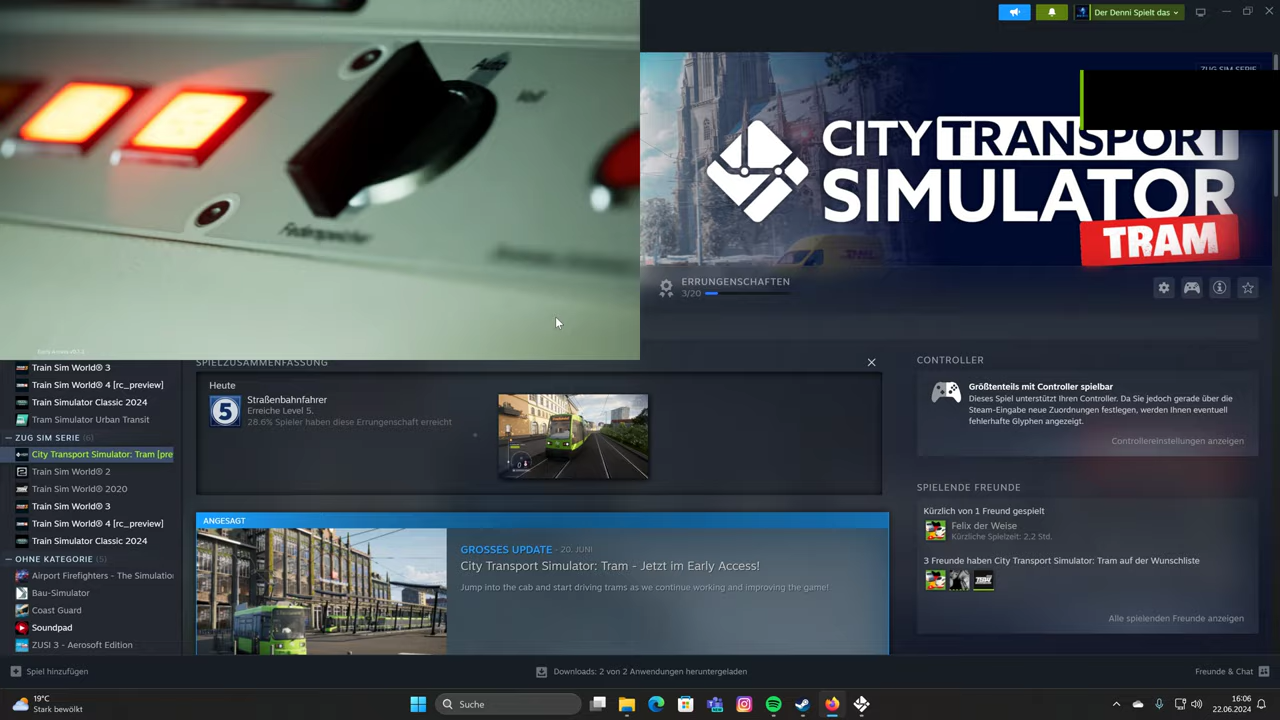 Der Denni Spielt das
Auto
Voll
Federspeicher
ZUG SIM SERIE
CITY TRANSPORT
SIMULATOR
TRAM
ERRUNGENSCHAFTEN
3/20
SPIELZUSAMMENFASSUNG
Heute
5
Straßenbahnfahrer
Erreiche Level 5.
28.6% Spieler haben diese Errungenschaft erreicht
ANGESAGT
GROSSES UPDATE - 20. JUNI
City Transport Simulator: Tram - Jetzt im Early Access!
Jump into the cab and start driving trams as we continue working and improving the game!
CONTROLLER
Größtenteils mit Controller spielbar
Dieses Spiel unterstützt Ihren Controller. Da Sie jedoch gerade über die
Steam-Eingabe neue Zuordnungen festlegen, werden Ihnen eventuell
fehlerhafte Glyphen angezeigt.
Controllereinstellungen anzeigen
SPIELENDE FREUNDE
Kürzlich von 1 Freund gespielt
Felix der Weise
Kürzliche Spielzeit: 2,2 Std.
3 Freunde haben City Transport Simulator: Tram auf der Wunschliste
Alle spielenden Freunde anzeigen
Train Sim World® 3
Train Sim World® 4 [rc_preview]
Train Simulator Classic 2024
Tram Simulator Urban Transit
ZUG SIM SERIE (6)
City Transport Simulator: Tram [pre
Train Sim World® 2
Train Sim World® 2020
Train Sim World® 3
Train Sim World® 4 [rc_preview]
Train Simulator Classic 2024
OHNE KATEGORIE (5)
Airport Firefighters - The Simulation
Bau-Simulator
Coast Guard
Soundpad
ZUSI 3 - Aerosoft Edition
Spiel hinzufügen
Downloads: 2 von 2 Anwendungen heruntergeladen
Freunde & Chat
19°C
Stark bewölkt
Suche
16:06
22.06.2024